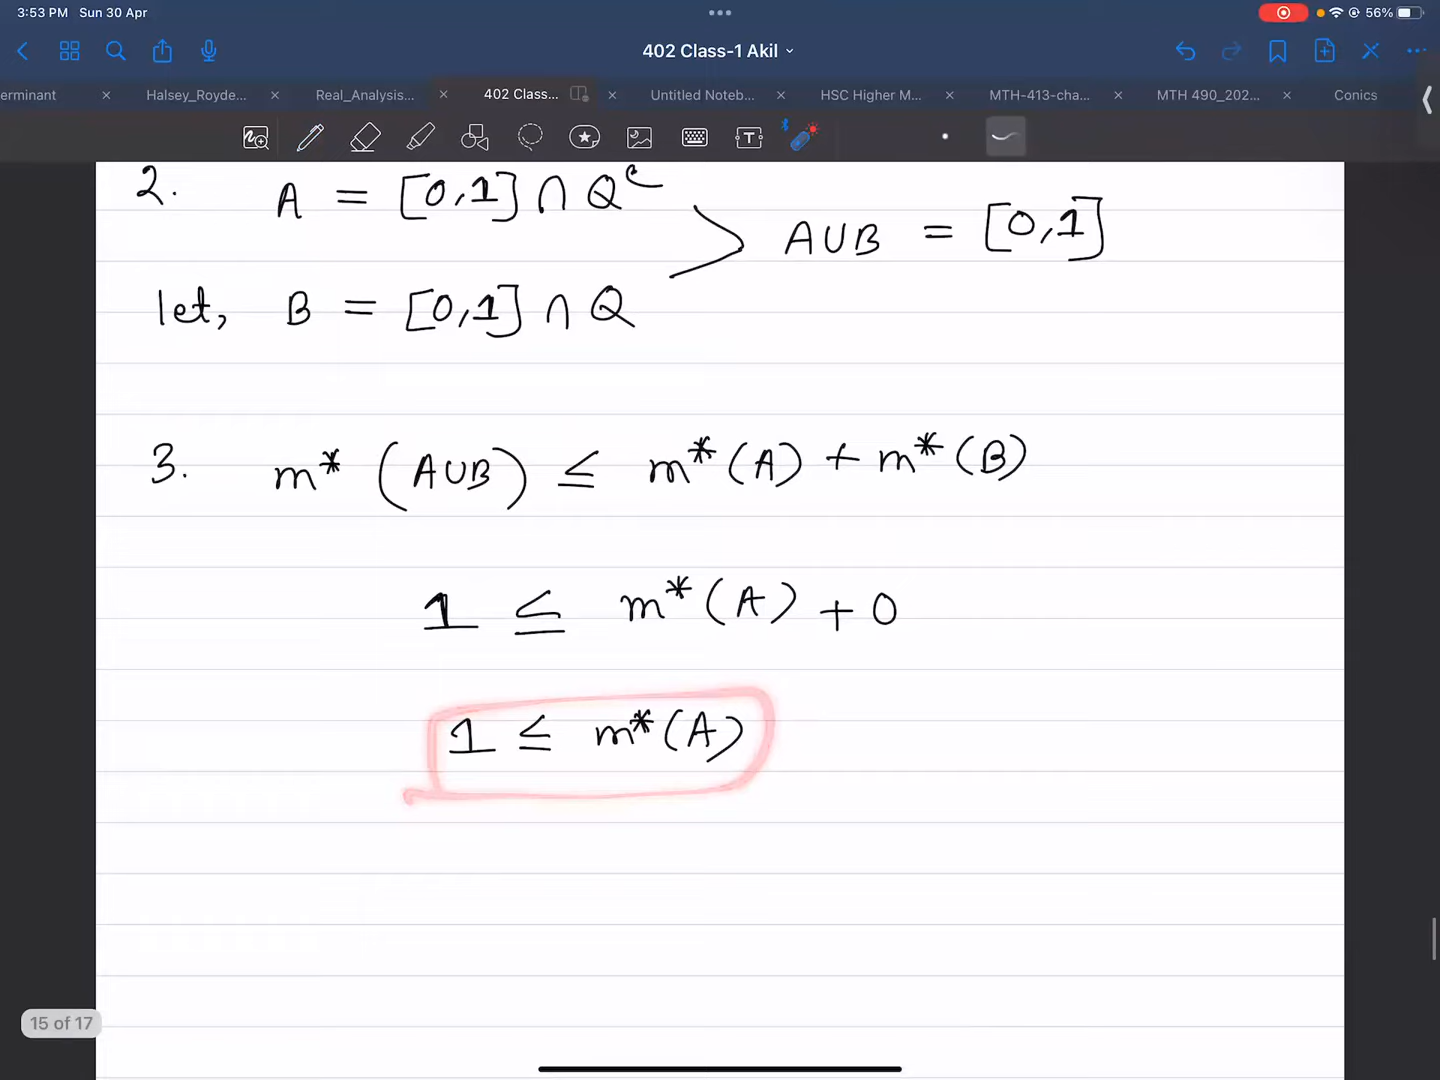 3:53 PM Sun 30 Apr
56%
402 Class-1 Akil
erminant
Halsey_Royde...
Real_Analysis...
402 Class...
Untitled Noteb...
HSC Higher M...
MTH-413-cha...
MTH 490_202...
Conics
2. A = [0,1] ∩ Q^c
A∪B = [0,1]
let, B = [0,1] ∩ Q
3. m* (A∪B) ≤ m*(A) + m*(B)
1 ≤ m*(A) + 0
1 ≤ m*(A)
15 of 17